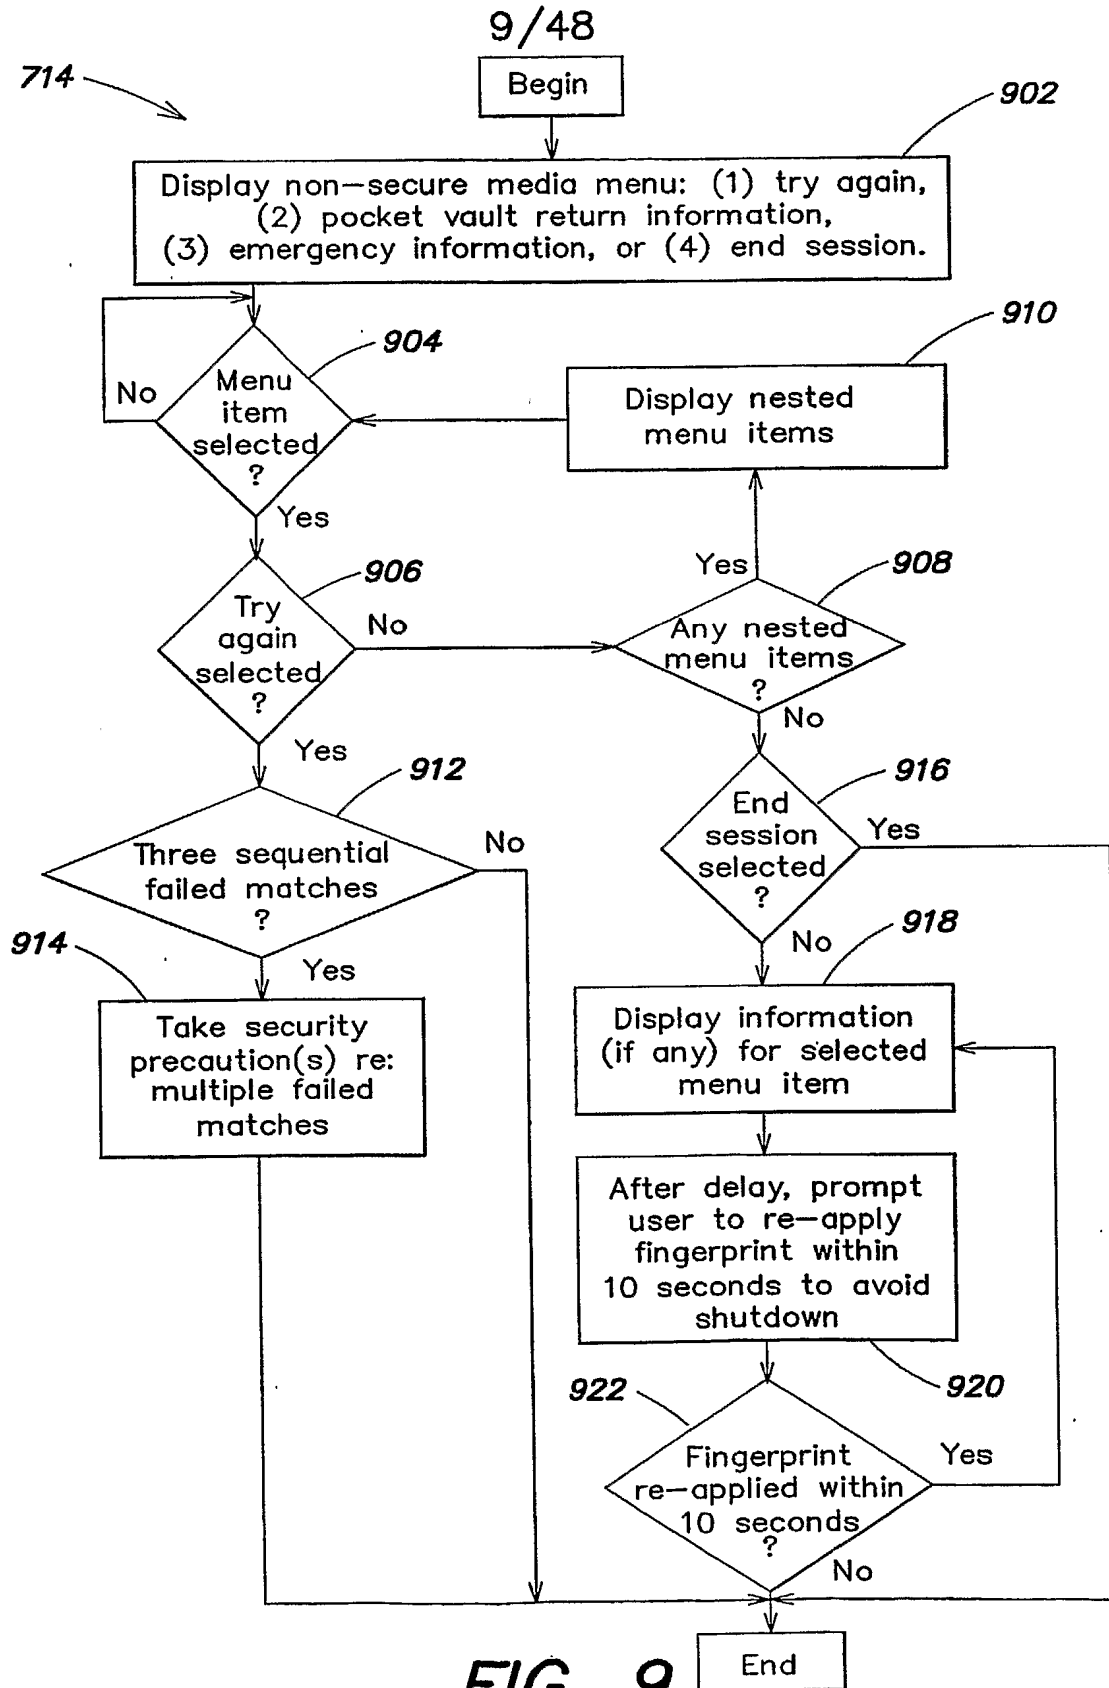 9/48
714
Begin
902
Display non-secure media menu: (1) try again,
(2) pocket vault return information,
(3) emergency information, or (4) end session.
904
Menu
item
selected
?
No
Yes
910
Display nested
menu items
906
Try
again
selected
?
No
Yes
908
Yes
Any nested
menu items
?
No
912
Three sequential
failed matches
?
No
Yes
916
End
session
selected
?
Yes
No
914
Take security
precaution(s) re:
multiple failed
matches
918
Display information
(if any) for selected
menu item
After delay, prompt
user to re-apply
fingerprint within
10 seconds to avoid
shutdown
920
922
Fingerprint
re-applied within
10 seconds
?
Yes
No
End
FIG. 9